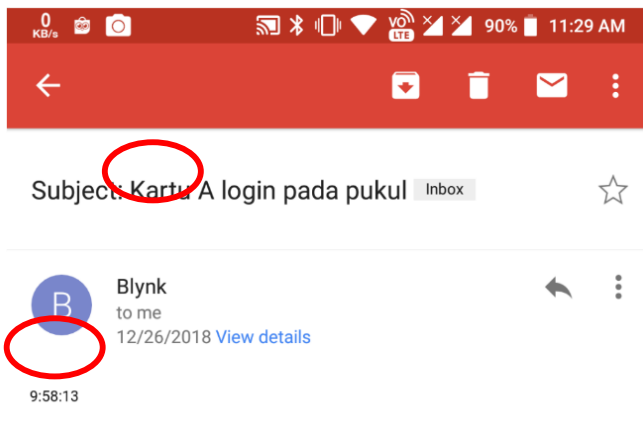 0 KB/s VO LTE 90% 11:29 AM
Subject: Kartu A login pada pukul Inbox
B Blynk
to me
12/26/2018 View details
9:58:13